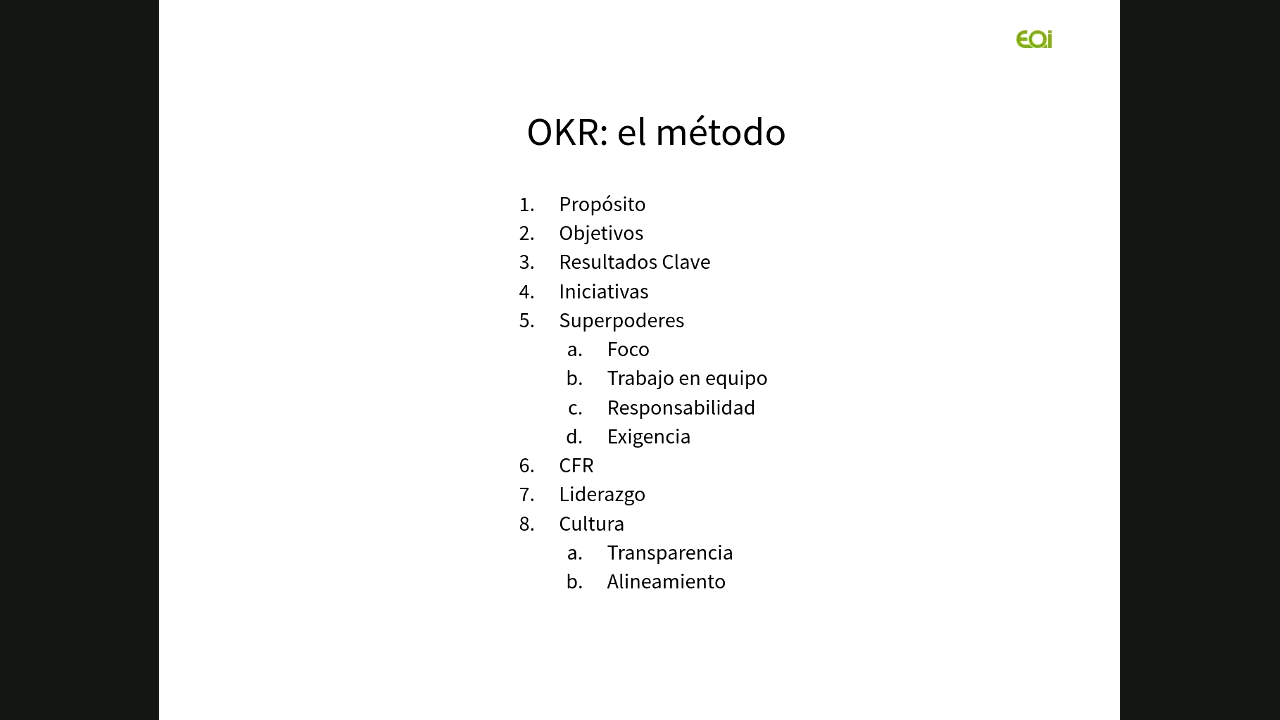 eoi
OKR: el método
1. Propósito
2. Objetivos
3. Resultados Clave
4. Iniciativas
5. Superpoderes
a. Foco
b. Trabajo en equipo
c. Responsabilidad
d. Exigencia
6. CFR
7. Liderazgo
8. Cultura
a. Transparencia
b. Alineamiento